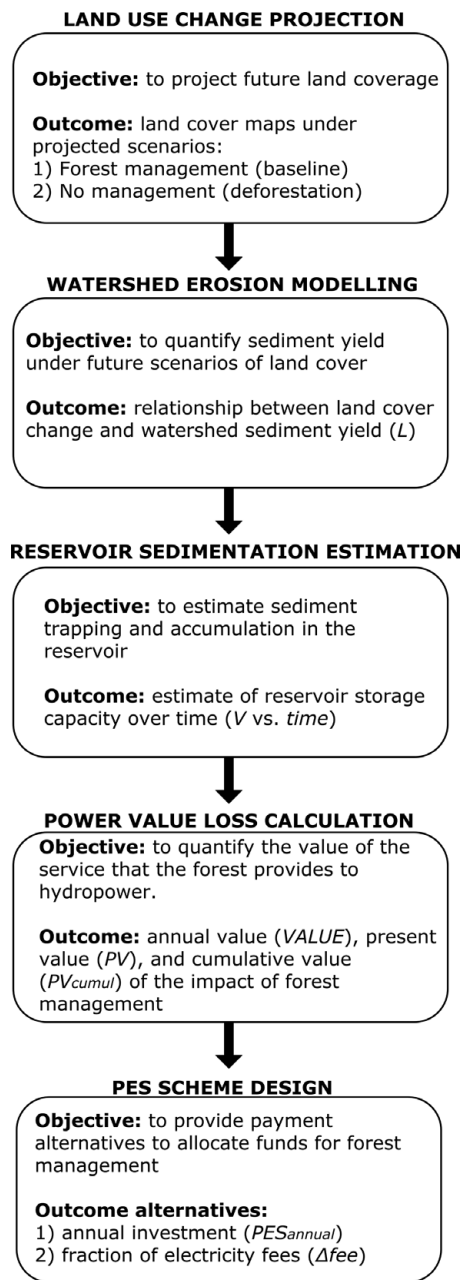 LAND USE CHANGE PROJECTION
Objective: to project future land coverage
Outcome: land cover maps under
projected scenarios:
1) Forest management (baseline)
2) No management (deforestation)
WATERSHED EROSION MODELLING
Objective: to quantify sediment yield
under future scenarios of land cover
Outcome: relationship between land cover
change and watershed sediment yield (L)
RESERVOIR SEDIMENTATION ESTIMATION
Objective: to estimate sediment
trapping and accumulation in the
reservoir
Outcome: estimate of reservoir storage
capacity over time (V vs. time)
POWER VALUE LOSS CALCULATION
Objective: to quantify the value of the
service that the forest provides to
hydropower.
Outcome: annual value (VALUE), present
value (PV), and cumulative value
(PVcumul) of the impact of forest
management
PES SCHEME DESIGN
Objective: to provide payment
alternatives to allocate funds for forest
management
Outcome alternatives:
1) annual investment (PESannual)
2) fraction of electricity fees (Δfee)